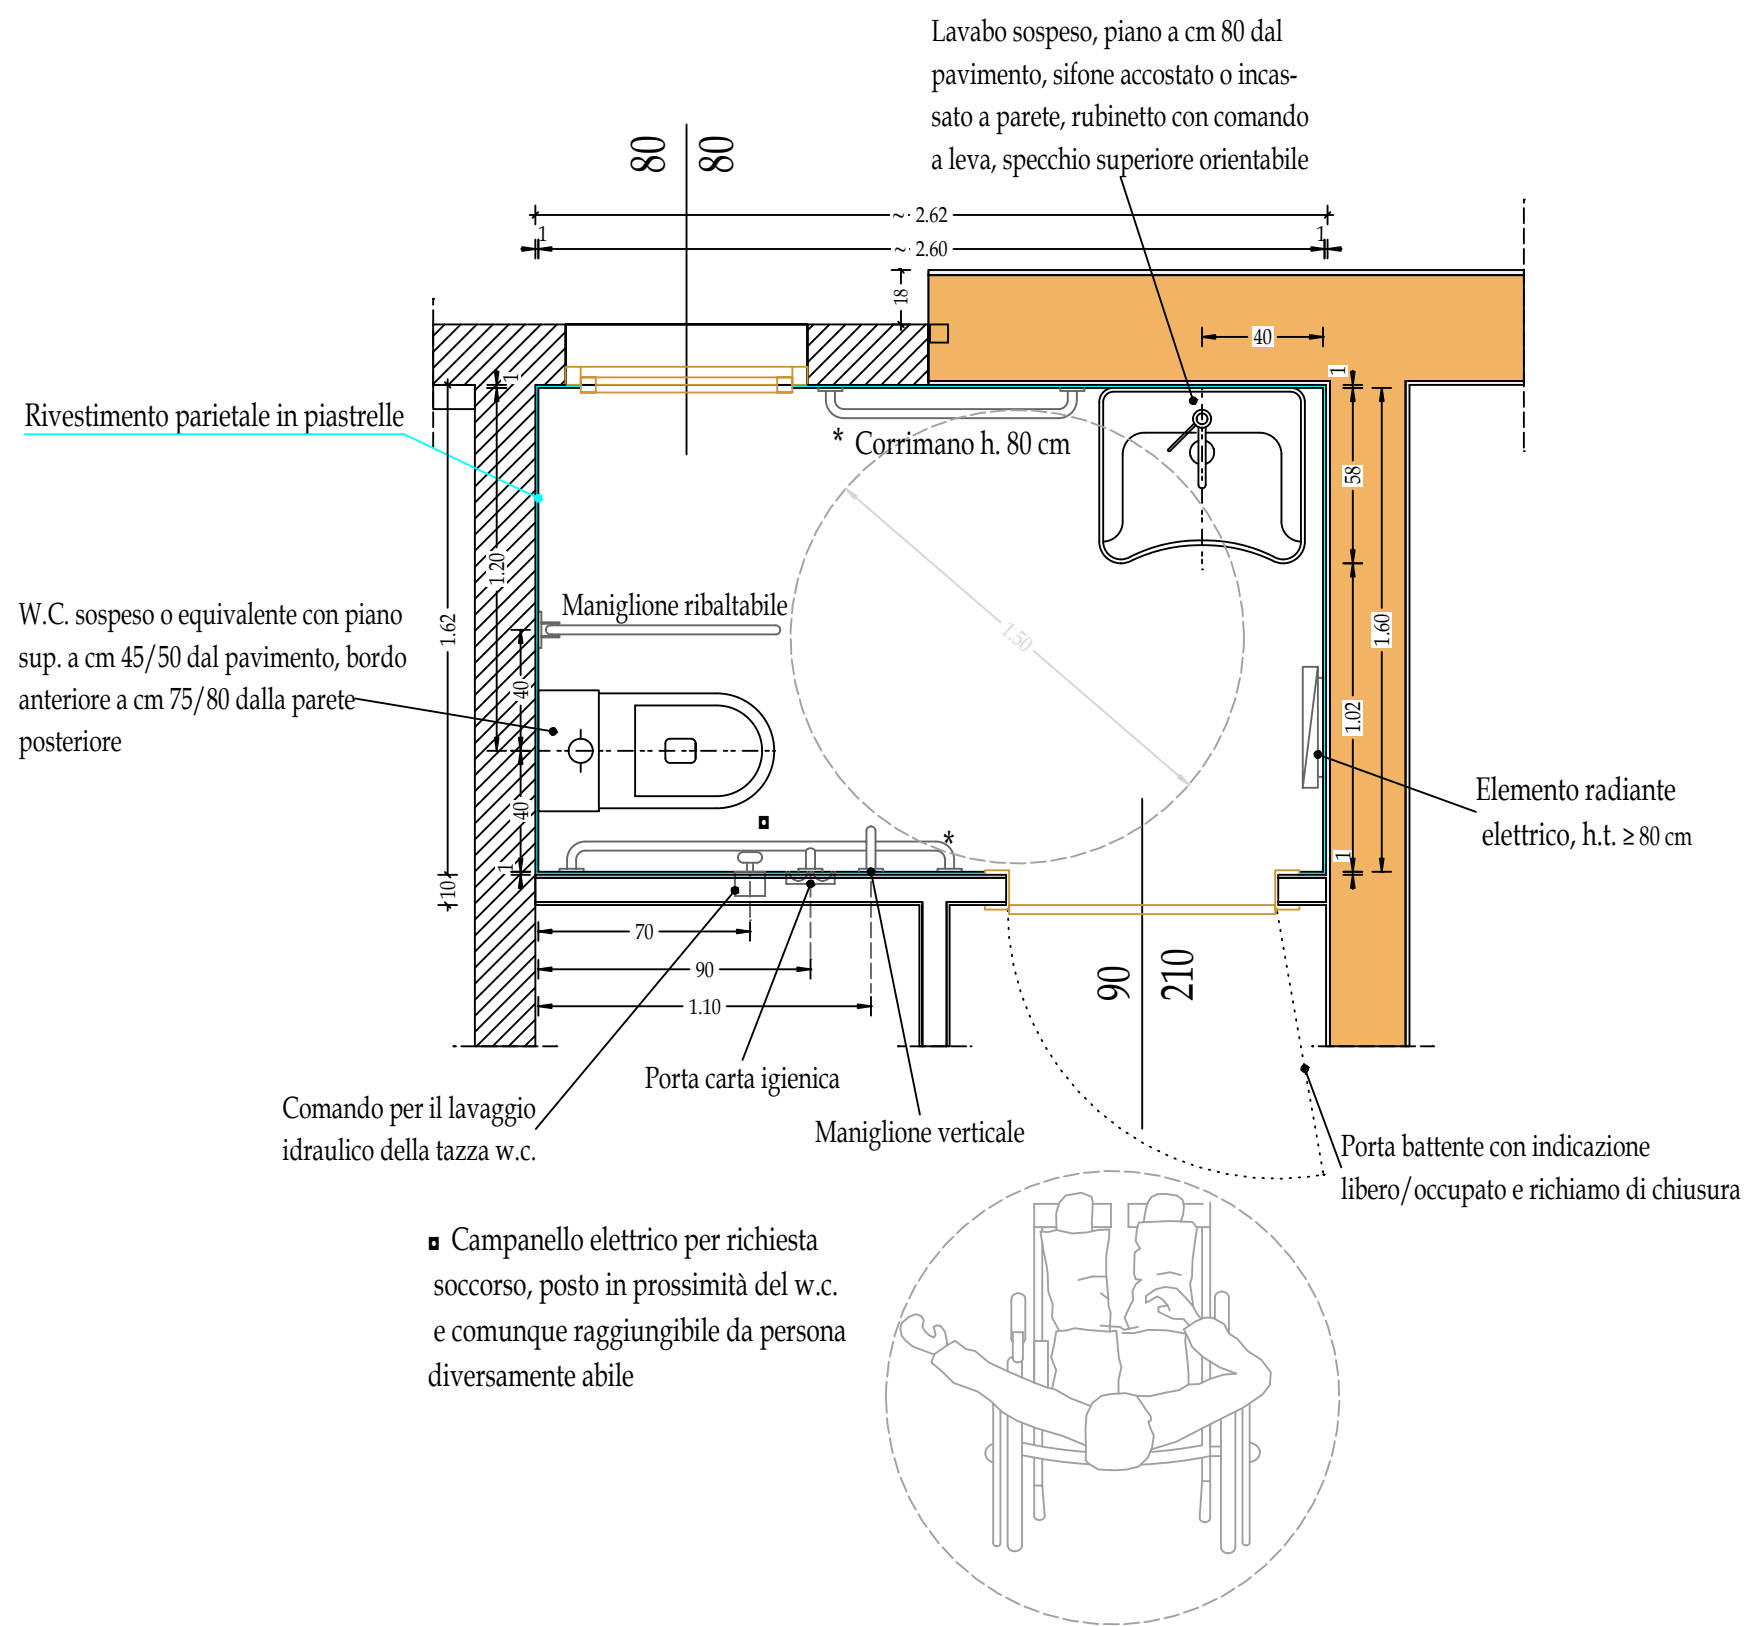 Lavabo sospeso, piano a cm 80 dal
pavimento, sifone accostato o incas-
sato a parete, rubinetto con comando
a leva, specchio superiore orientabile
80
80
~ 2.62
1
1
~ 2.60
18
40
1
1
Rivestimento parietale in piastrelle
* Corrimano h. 80 cm
58
1.20
1.62
1.60
1.50
Maniglione ribaltabile
W.C. sospeso o equivalente con piano
sup. a cm 45/50 dal pavimento, bordo
anteriore a cm 75/80 dalla parete
posteriore
40
1.02
40
Elemento radiante
elettrico, h.t. ≥ 80 cm
*
1
1
10
70
90
1.10
90
210
Porta carta igienica
Comando per il lavaggio
idraulico della tazza w.c.
Maniglione verticale
Porta battente con indicazione
libero/occupato e richiamo di chiusura
Campanello elettrico per richiesta
soccorso, posto in prossimità del w.c.
e comunque raggiungibile da persona
diversamente abile